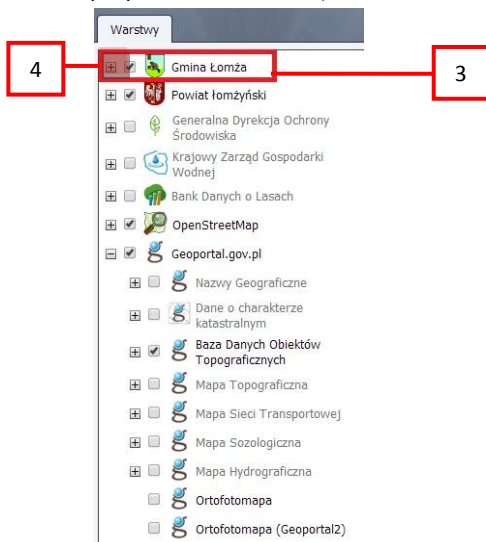 Warstwy
4
Gmina Łomża
3
Powiat łomżyński
Generalna Dyrekcja Ochrony
Środowiska
Krajowy Zarząd Gospodarki
Wodnej
Bank Danych o Lasach
OpenStreetMap
Geoportal.gov.pl
Nazwy Geograficzne
Dane o charakterze
katastralnym
Baza Danych Obiektów
Topograficznych
Mapa Topograficzna
Mapa Sieci Transportowej
Mapa Sozologiczna
Mapa Hydrograficzna
Ortofotomapa
Ortofotomapa (Geoportal2)